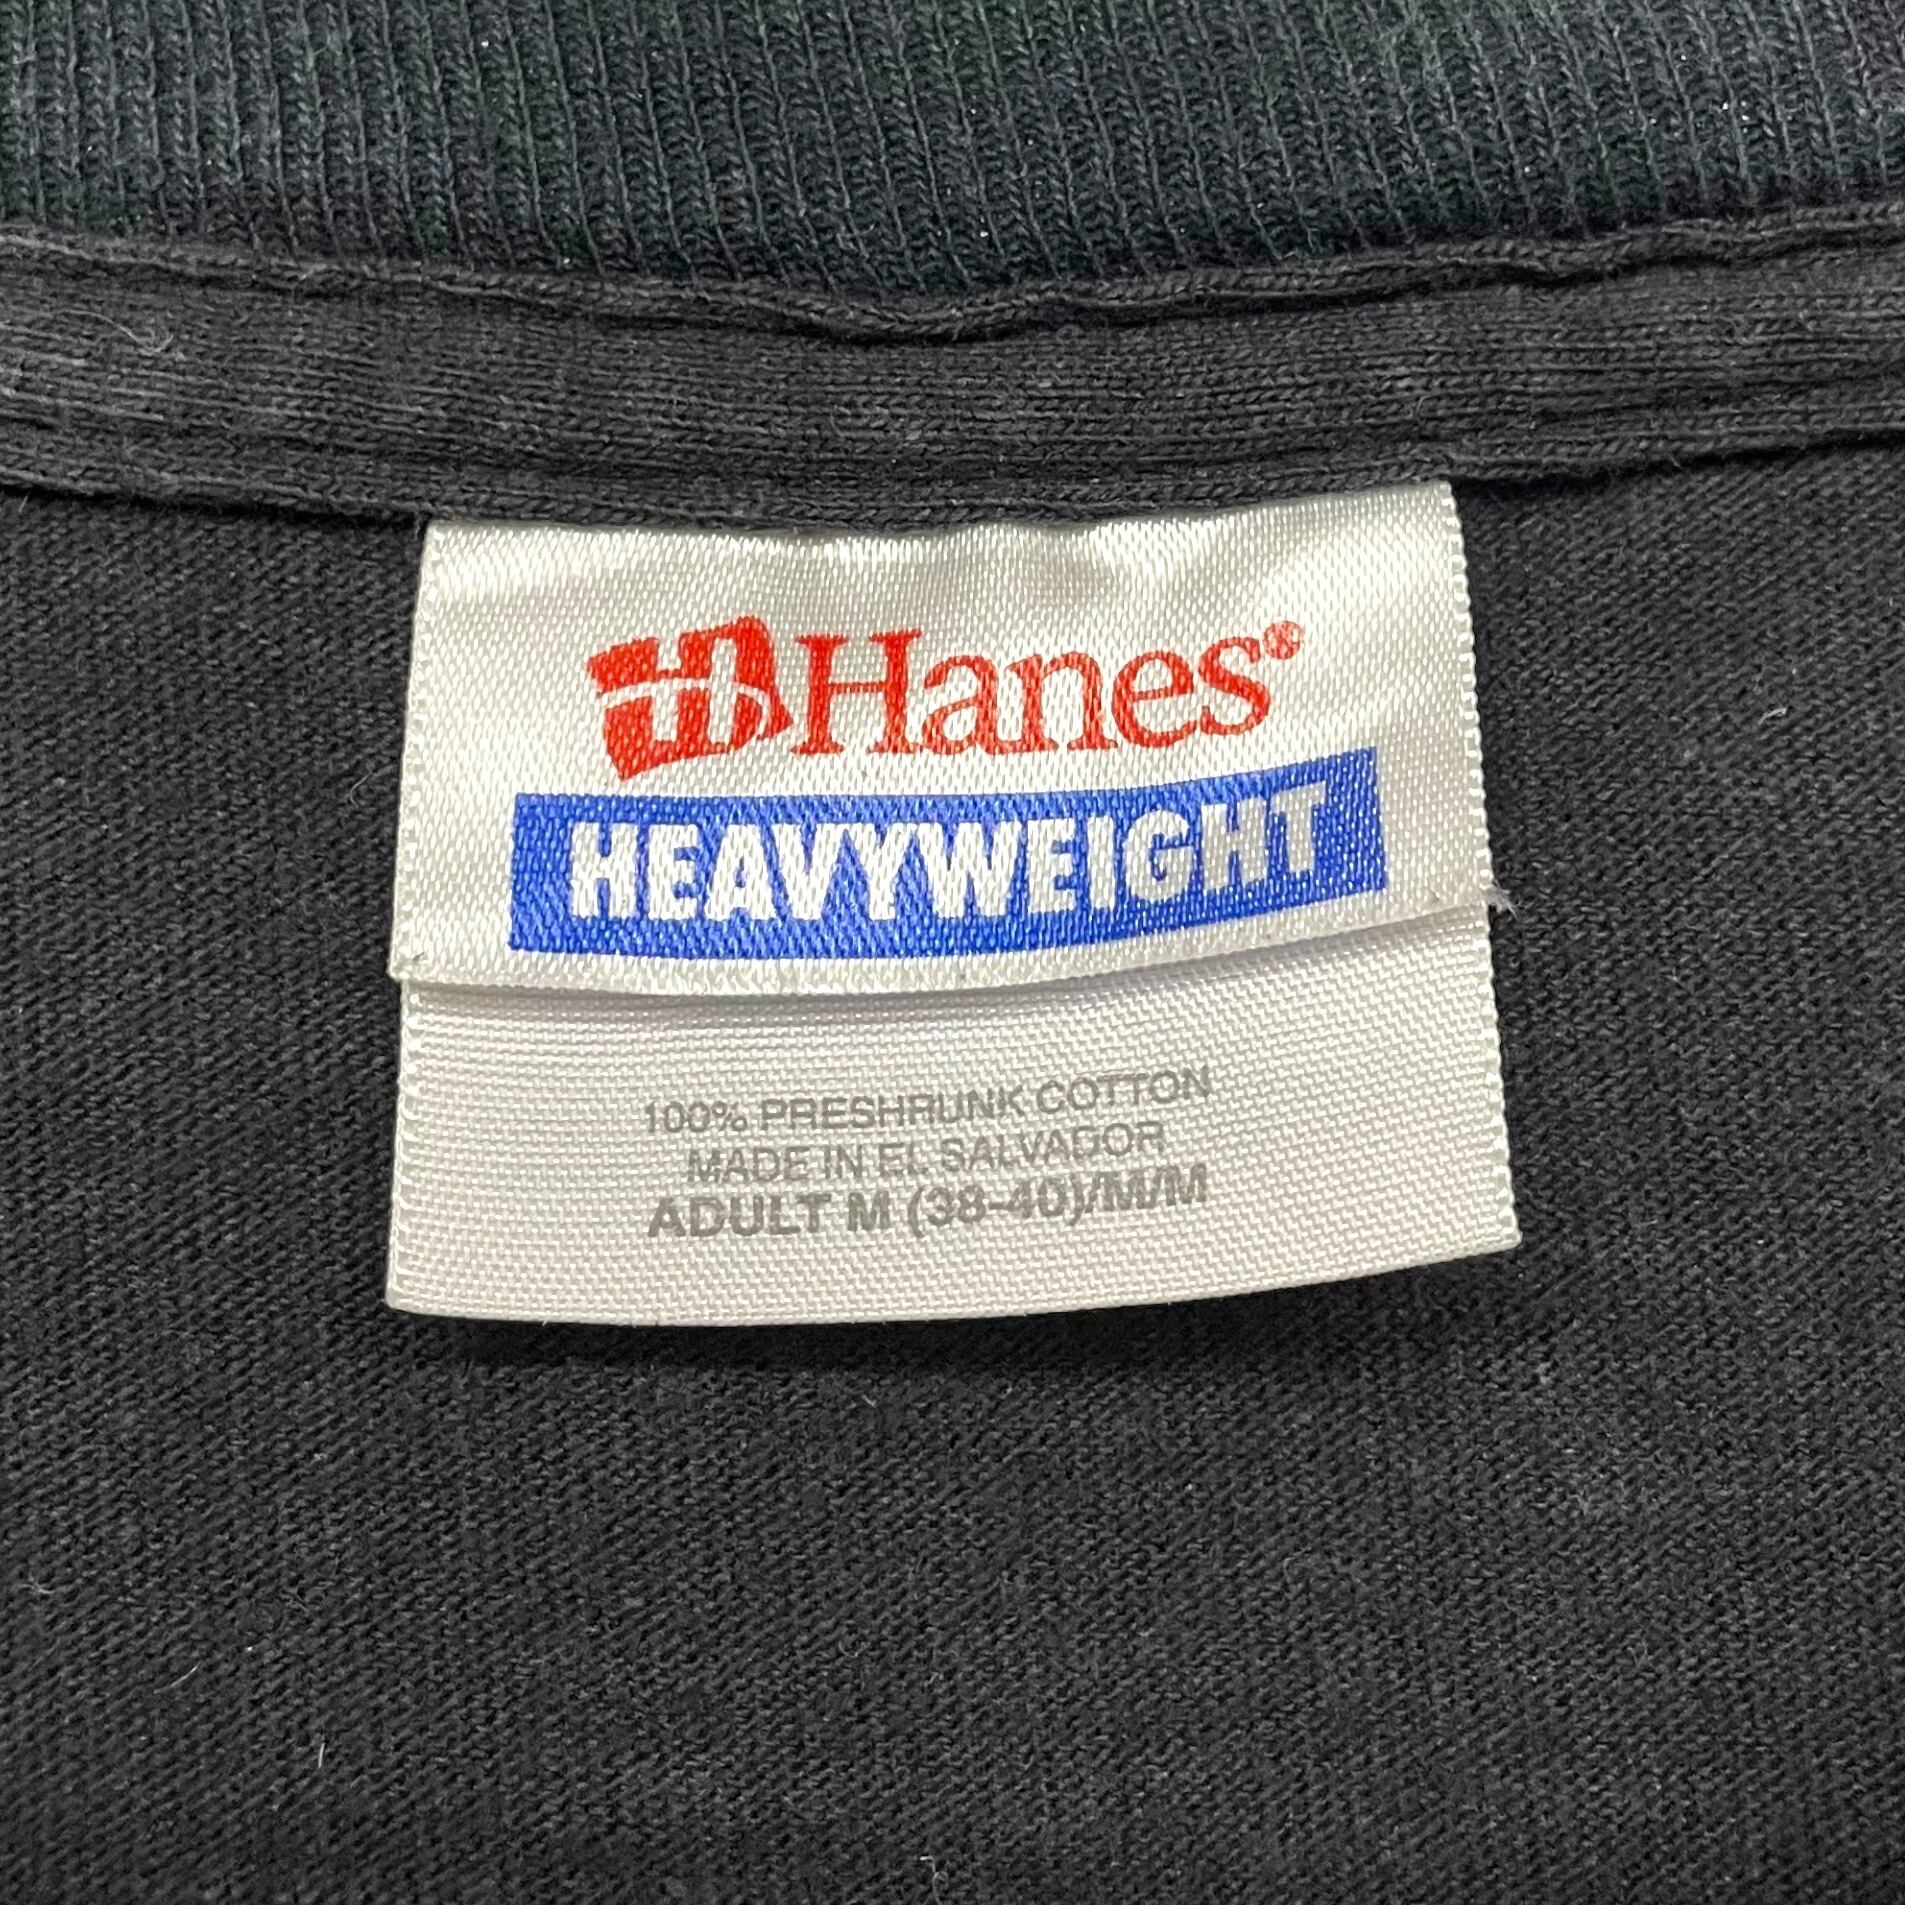 H Hanes®
HEAVYWEIGHT
100% PRESHRUNK COTTON
MADE IN EL SALVADOR
ADULT M (38-40)/M/M